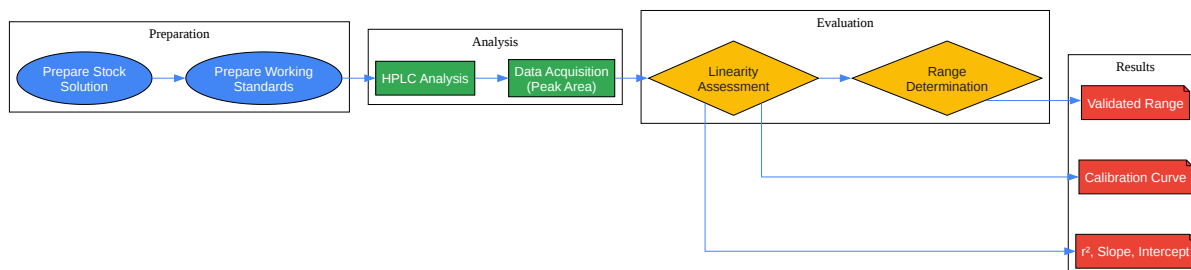 Preparation
Prepare Stock
Solution
Prepare Working
Standards
Analysis
HPLC Analysis
Data Acquisition
(Peak Area)
Evaluation
Linearity
Assessment
Range
Determination
Results
Validated Range
Calibration Curve
r², Slope, Intercept